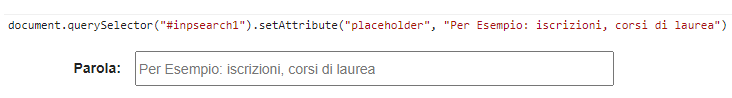 document.querySelector("#inpsearch1").setAttribute("placeholder", "Per Esempio: iscrizioni, corsi di laurea")
Parola: Per Esempio: iscrizioni, corsi di laurea